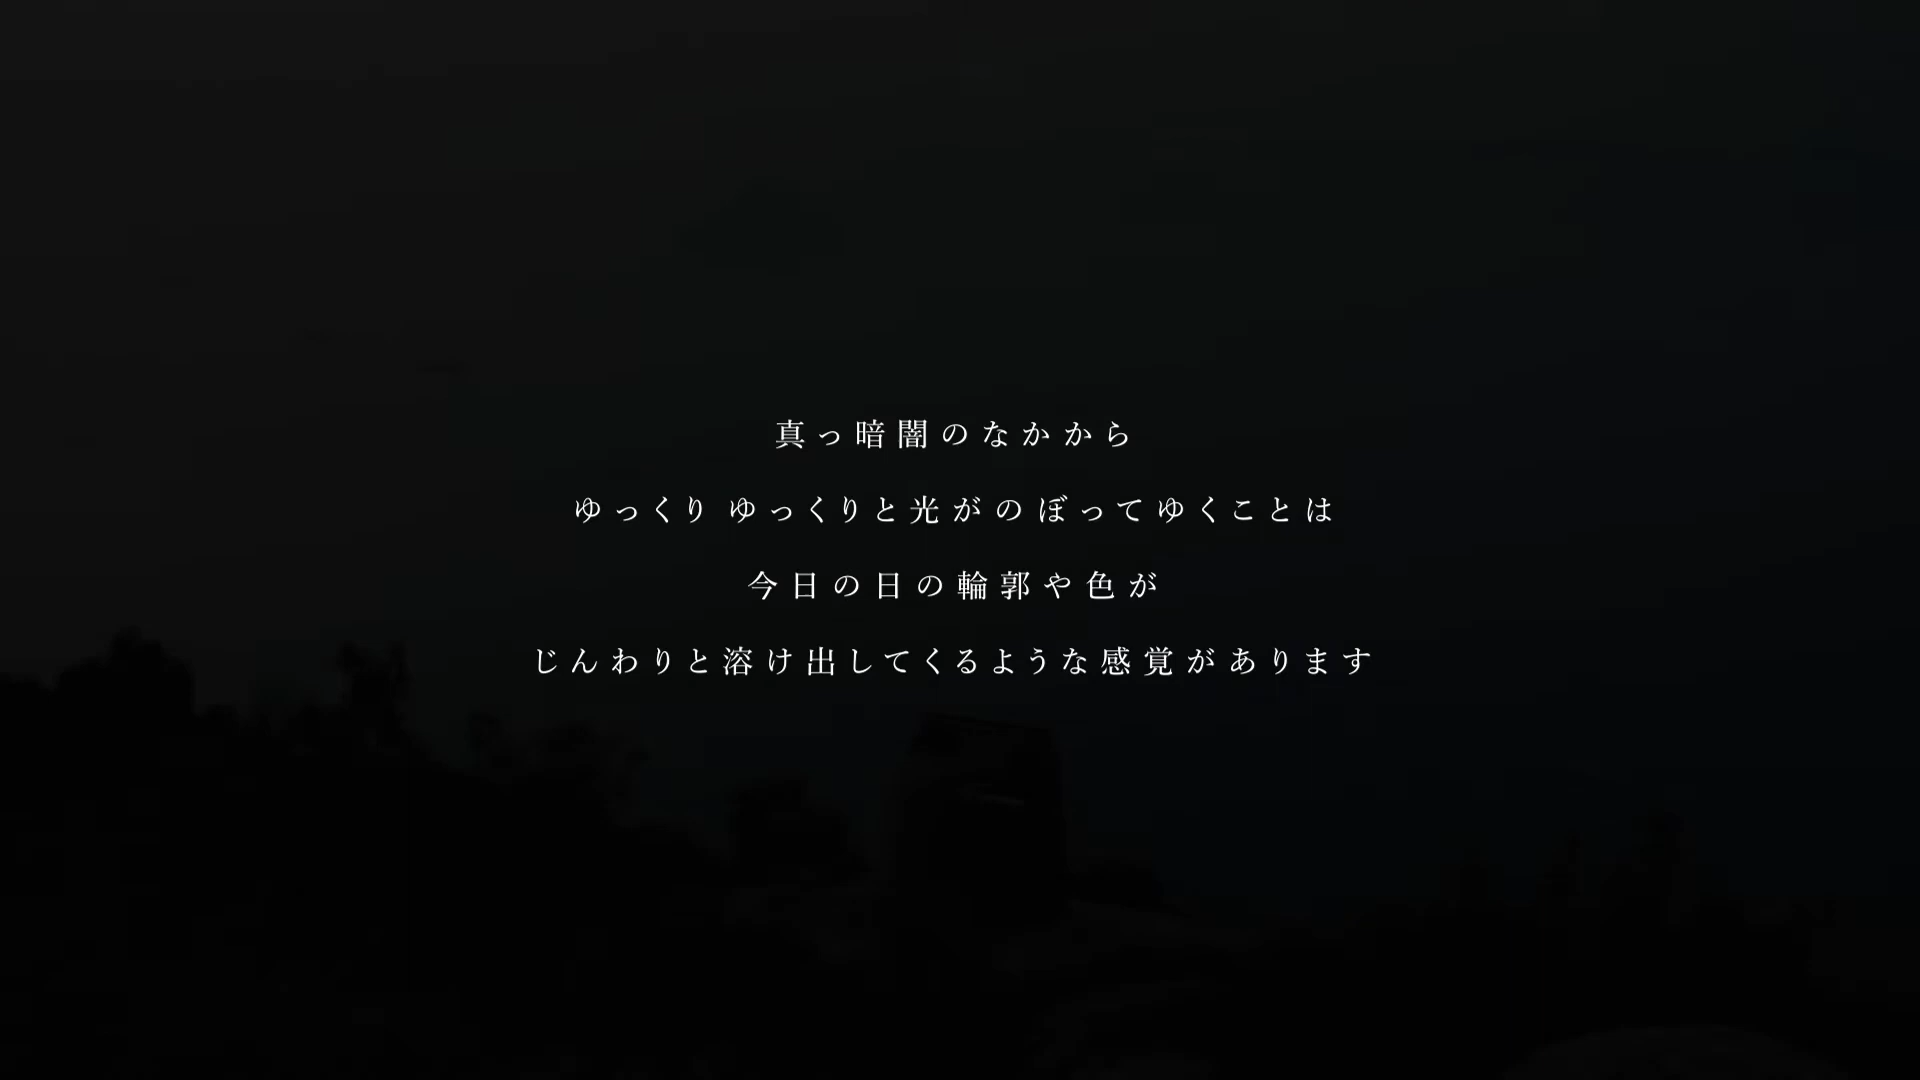 真っ暗闇のなかから
ゆっくり ゆっくりと光がのぼってゆくことは
今日の日の輪郭や色が
じんわりと溶け出してくるような感覚があります